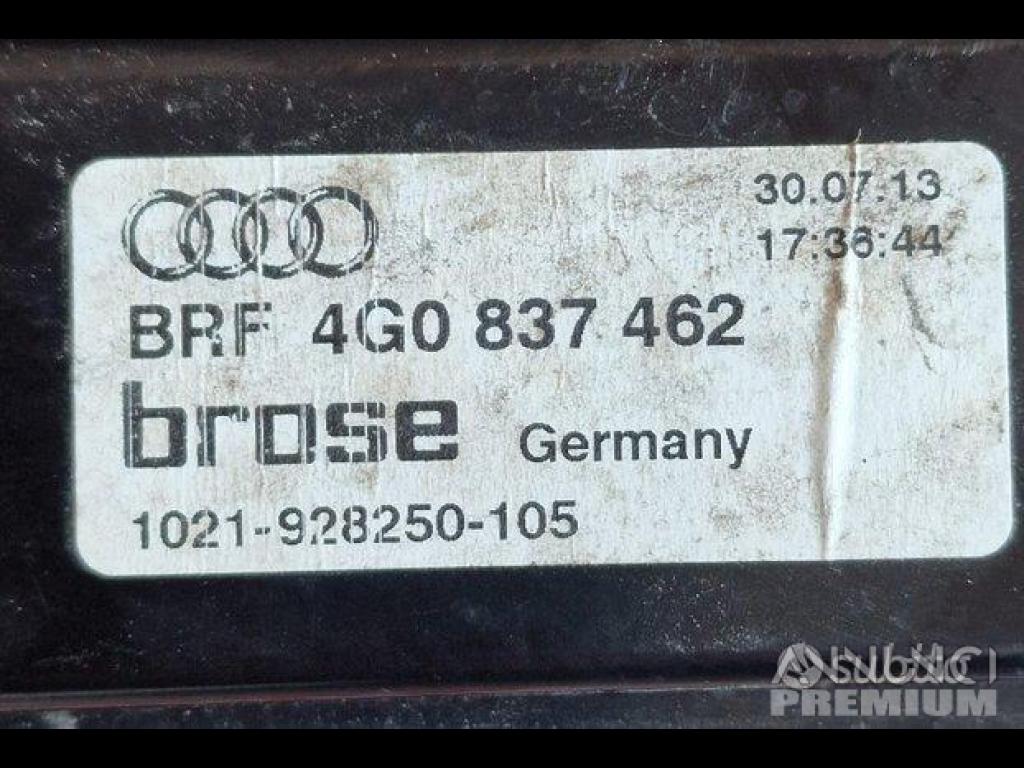 30.07.13
17:36:44
BRF 4G0 837 462
brose Germany
1021-928250-105
PREMIUM